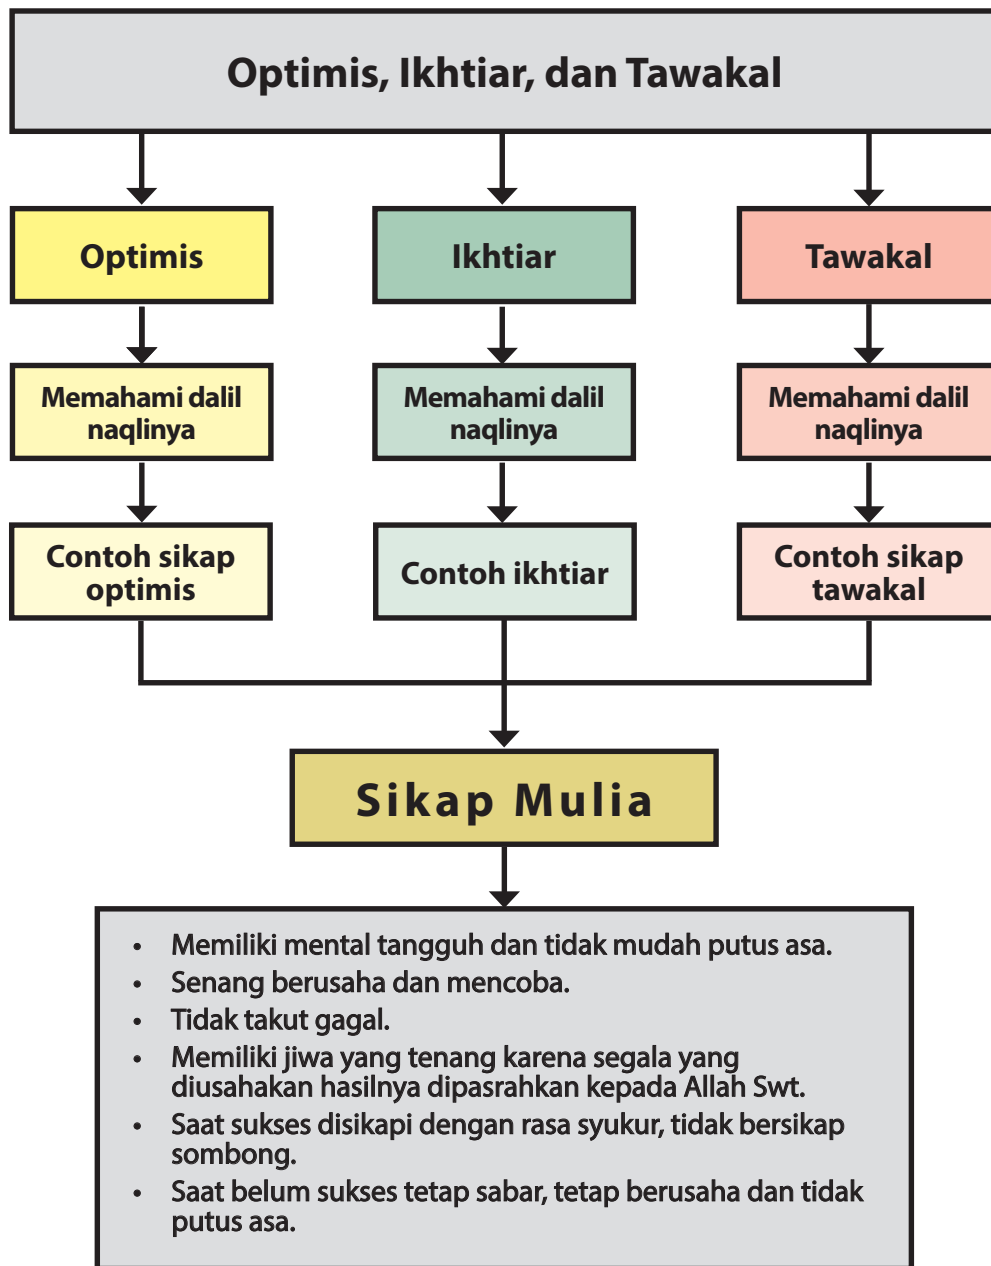 Optimis, Ikhtiar, dan Tawakal
Optimis
Ikhtiar
Tawakal
Memahami dalil
naqlinya
Memahami dalil
naqlinya
Memahami dalil
naqlinya
Contoh sikap
optimis
Contoh ikhtiar
Contoh sikap
tawakal
Sikap Mulia
• Memiliki mental tangguh dan tidak mudah putus asa.
• Senang berusaha dan mencoba.
• Tidak takut gagal.
• Memiliki jiwa yang tenang karena segala yang
diusahakan hasilnya dipasrahkan kepada Allah Swt.
• Saat sukses disikapi dengan rasa syukur, tidak bersikap
sombong.
• Saat belum sukses tetap sabar, tetap berusaha dan tidak
putus asa.